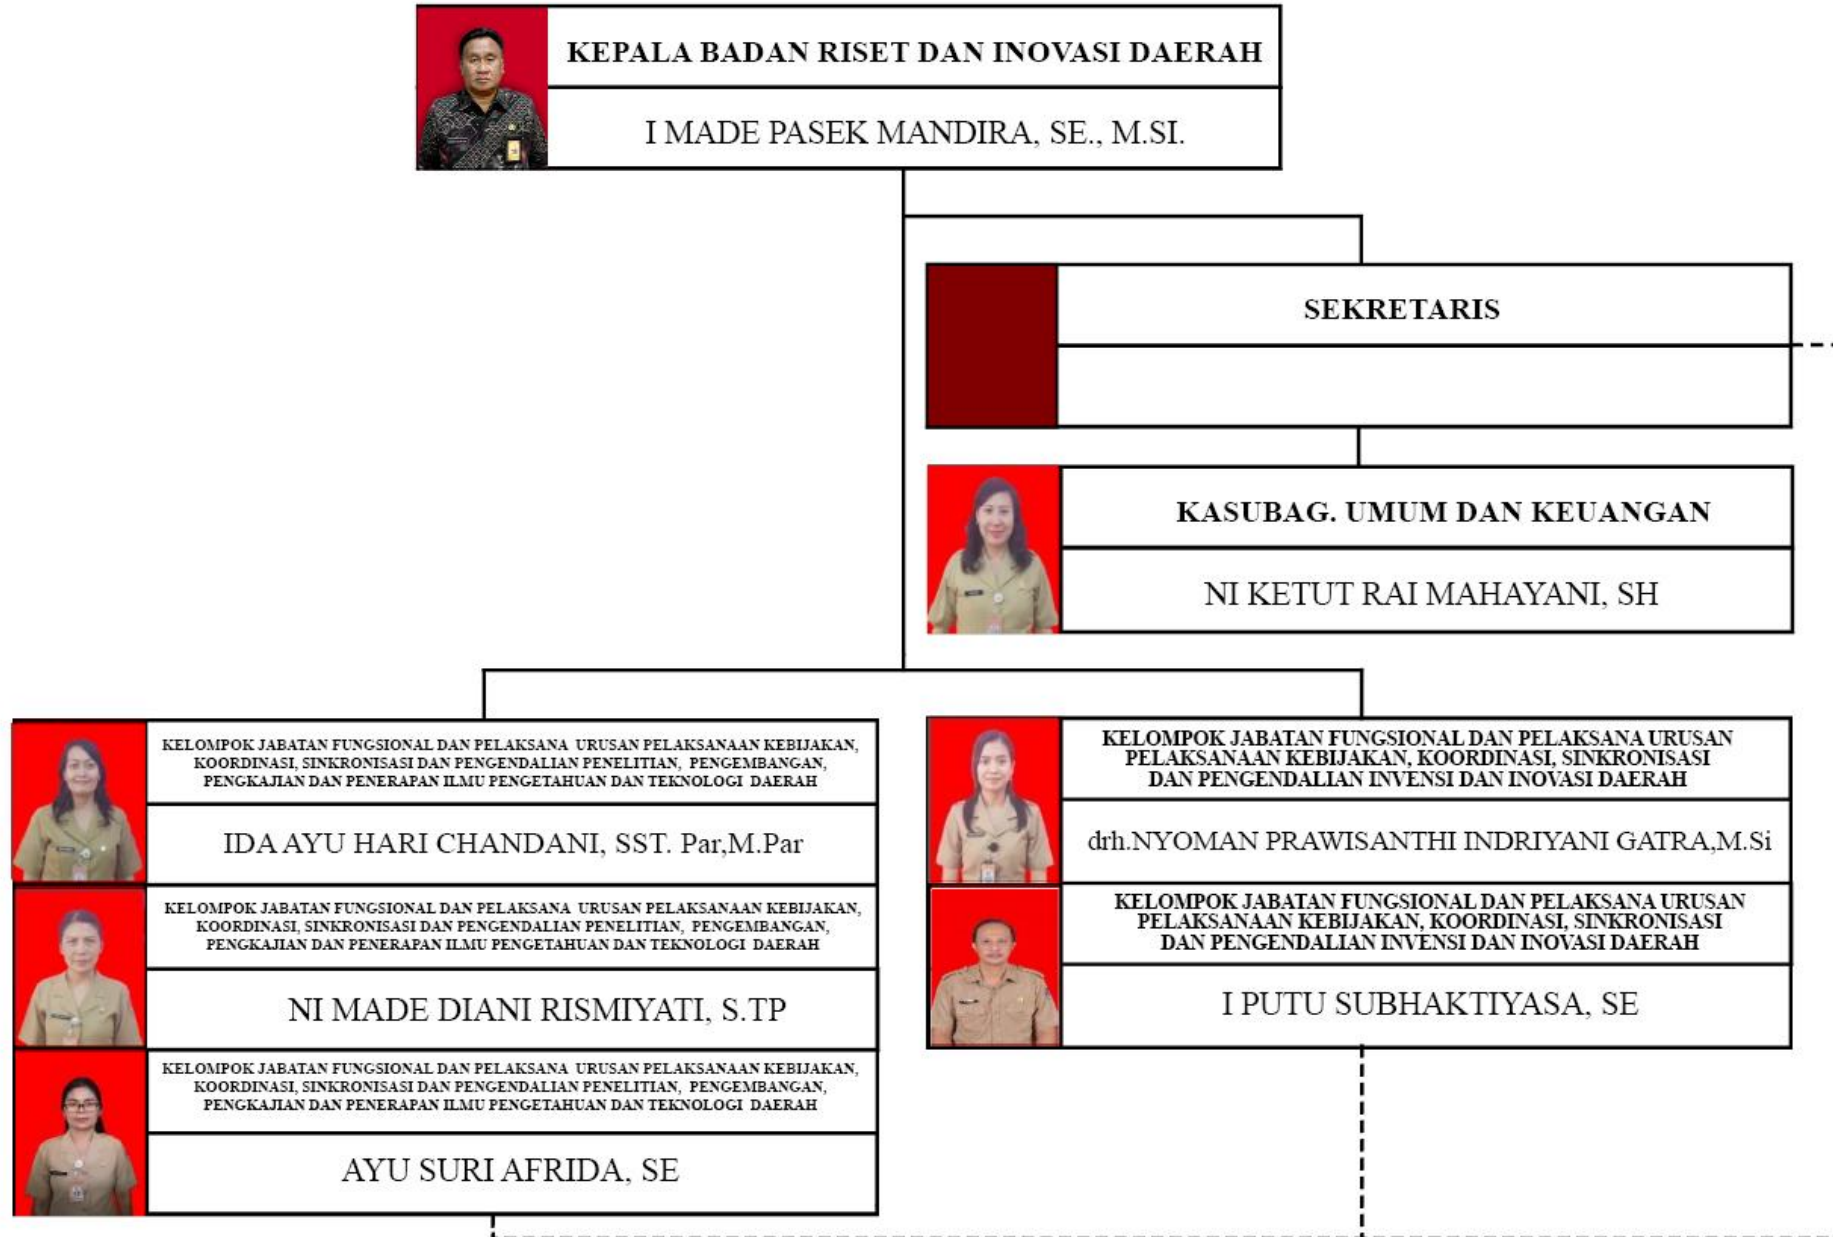 KEPALA BADAN RISET DAN INOVASI DAERAH
I MADE PASEK MANDIRA, SE., M.SI.
SEKRETARIS
KASUBAG. UMUM DAN KEUANGAN
NI KETUT RAI MAHAYANI, SH
KELOMPOK JABATAN FUNGSIONAL DAN PELAKSANA URUSAN PELAKSANAAN KEBIJAKAN,
KOORDINASI, SINKRONISASI DAN PENGENDALIAN PENELITIAN, PENGEMBANGAN,
PENGKAJIAN DAN PENERAPAN ILMU PENGETAHUAN DAN TEKNOLOGI DAERAH
IDA AYU HARI CHANDANI, SST. Par,M.Par
KELOMPOK JABATAN FUNGSIONAL DAN PELAKSANA URUSAN PELAKSANAAN KEBIJAKAN,
KOORDINASI, SINKRONISASI DAN PENGENDALIAN PENELITIAN, PENGEMBANGAN,
PENGKAJIAN DAN PENERAPAN ILMU PENGETAHUAN DAN TEKNOLOGI DAERAH
NI MADE DIANI RISMIYATI, S.TP
KELOMPOK JABATAN FUNGSIONAL DAN PELAKSANA URUSAN PELAKSANAAN KEBIJAKAN,
KOORDINASI, SINKRONISASI DAN PENGENDALIAN PENELITIAN, PENGEMBANGAN,
PENGKAJIAN DAN PENERAPAN ILMU PENGETAHUAN DAN TEKNOLOGI DAERAH
AYU SURI AFRIDA, SE
KELOMPOK JABATAN FUNGSIONAL DAN PELAKSANA URUSAN
PELAKSANAAN KEBIJAKAN, KOORDINASI, SINKRONISASI
DAN PENGENDALIAN INVENSI DAN INOVASI DAERAH
drh.NYOMAN PRAWISANTHI INDRIYANI GATRA,M.Si
KELOMPOK JABATAN FUNGSIONAL DAN PELAKSANA URUSAN
PELAKSANAAN KEBIJAKAN, KOORDINASI, SINKRONISASI
DAN PENGENDALIAN INVENSI DAN INOVASI DAERAH
I PUTU SUBHAKTIYASA, SE